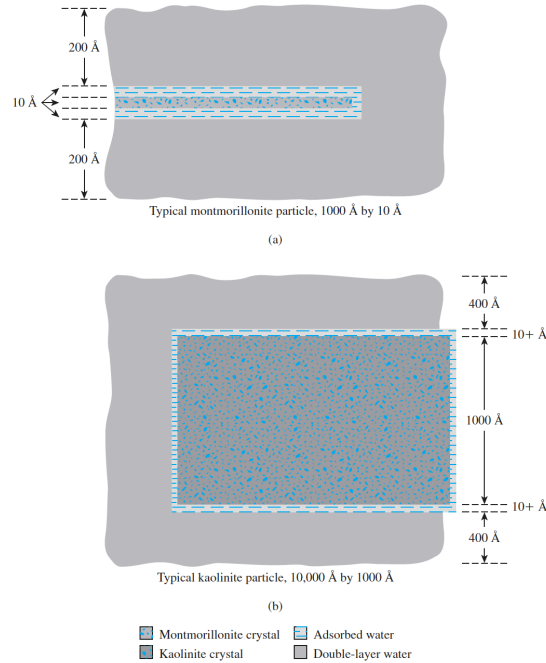 200 Å
10 Å
200 Å
Typical montmorillonite particle, 1000 Å by 10 Å
(a)
400 Å
10+ Å
1000 Å
10+ Å
400 Å
Typical kaolinite particle, 10,000 Å by 1000 Å
(b)
Montmorillonite crystal
Adsorbed water
Kaolinite crystal
Double-layer water